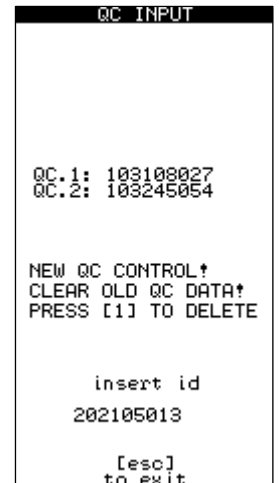 QC INPUT
QC.1: 103108027
QC.2: 103245054
NEW QC CONTROL!
CLEAR OLD QC DATA!
PRESS [1] TO DELETE
insert id
202105013
[esc]
to exit